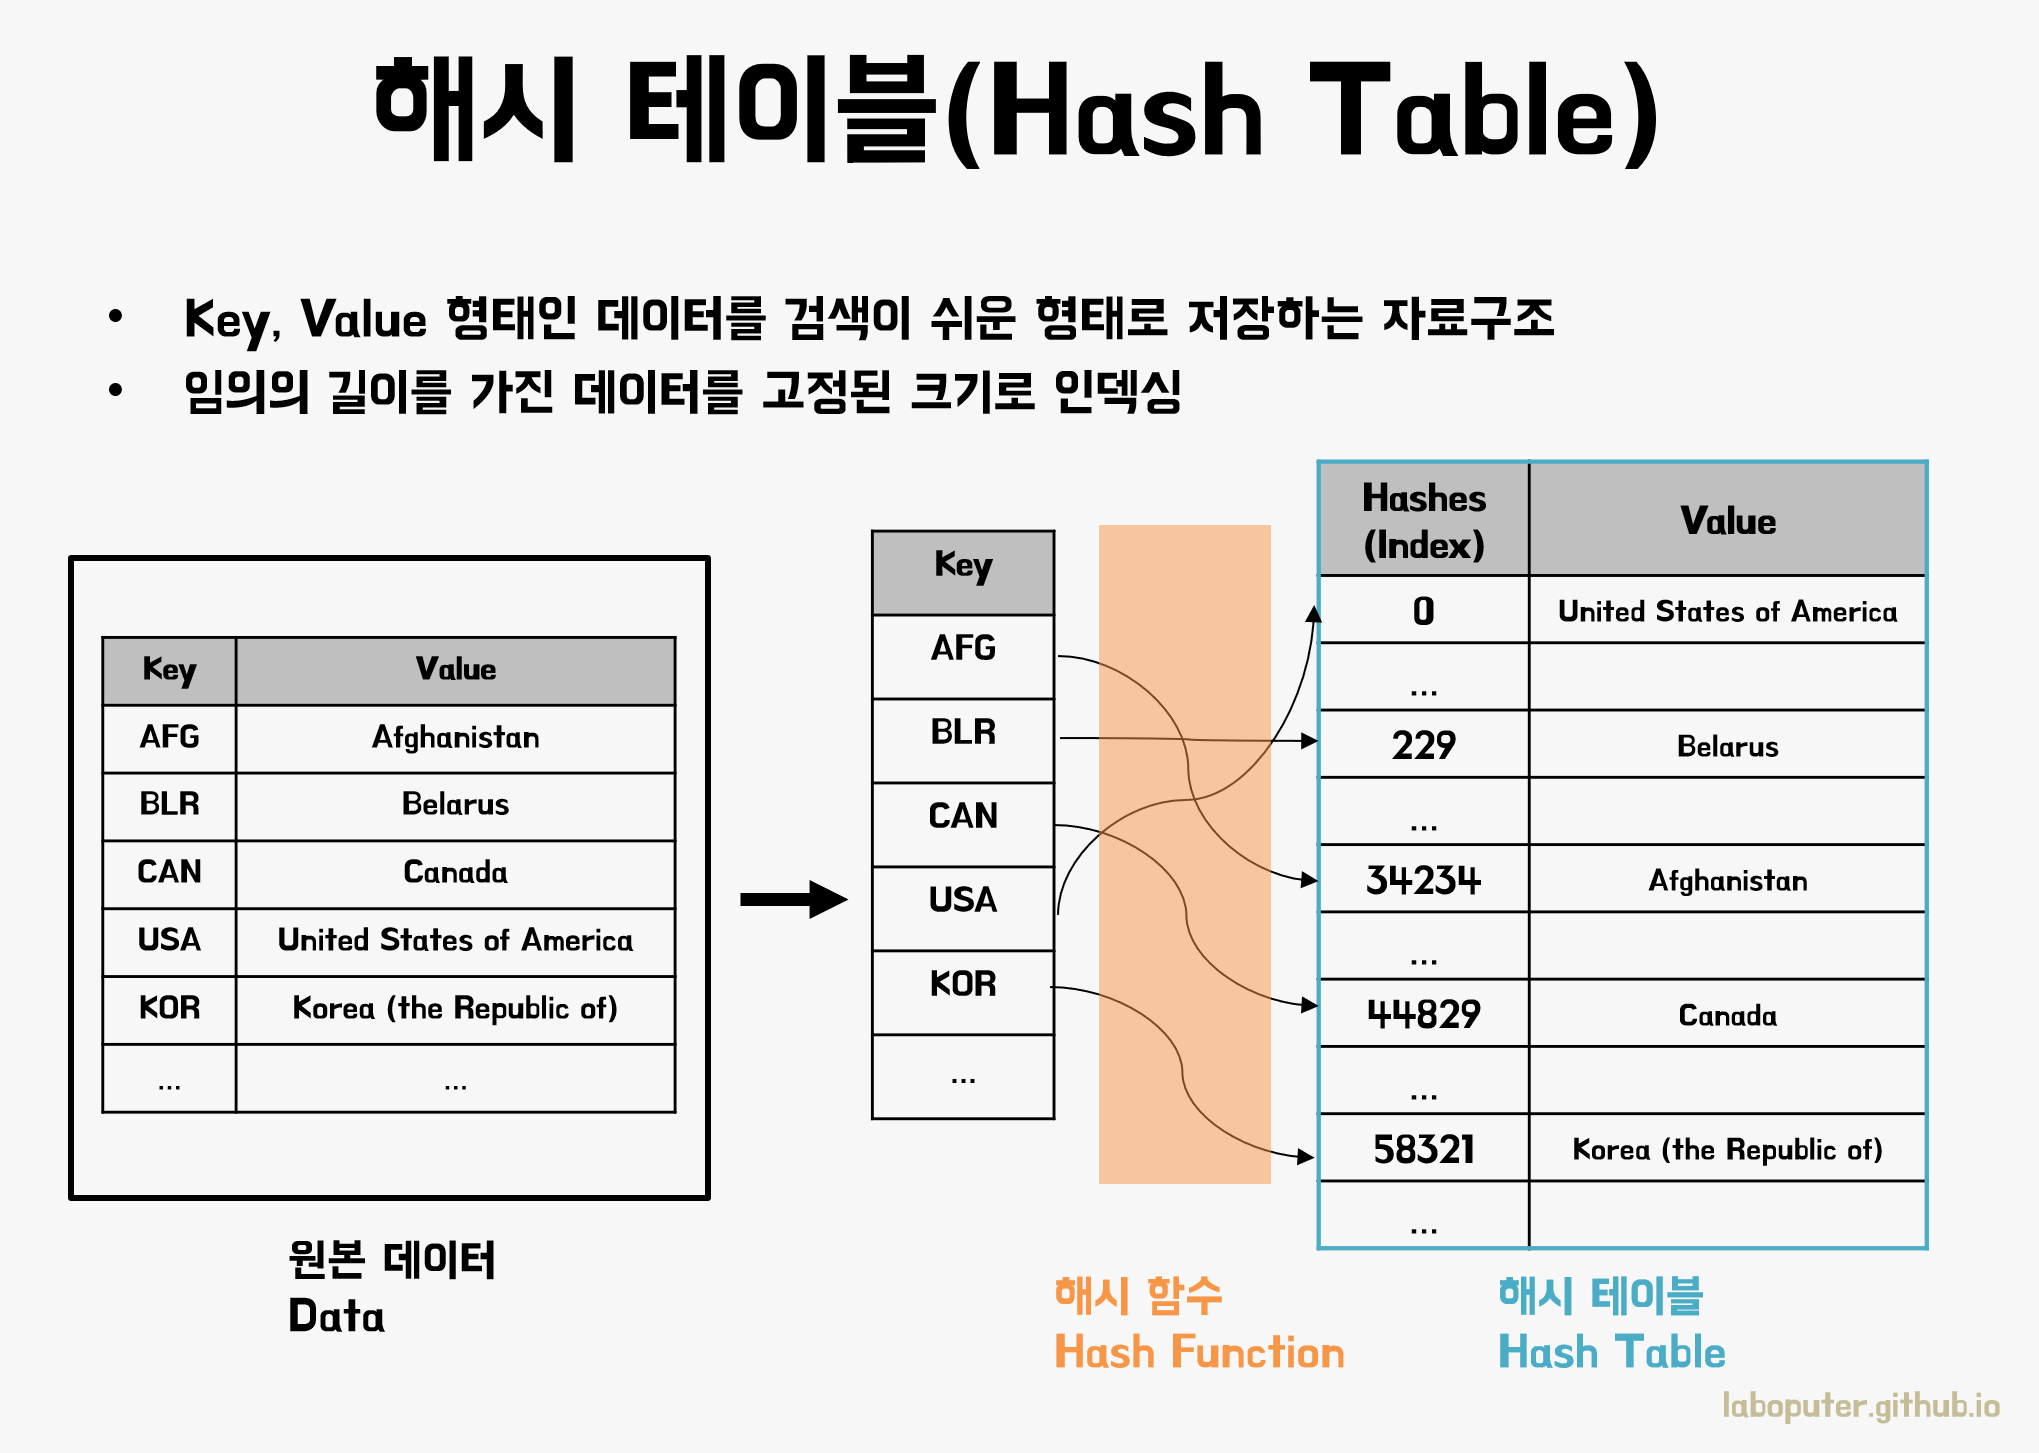 해시 테이블(Hash Table)
• Key, Value 형태인 데이터를 검색이 쉬운 형태로 저장하는 자료구조
• 임의의 길이를 가진 데이터를 고정된 크기로 인덱싱
Key Value
AFG Afghanistan
BLR Belarus
CAN Canada
USA United States of America
KOR Korea (the Republic of)
... ...
원본 데이터
Data
Key
AFG
BLR
CAN
USA
KOR
...
해시 함수
Hash Function
Hashes
(Index) Value
0 United States of America
...
229 Belarus
...
34234 Afghanistan
...
44829 Canada
...
58321 Korea (the Republic of)
...
해시 테이블
Hash Table
laboputer.github.io